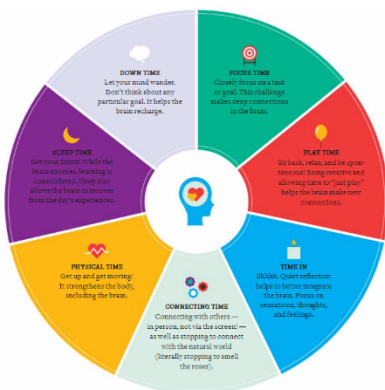 DOWN TIME
Let your mind wander.
Don't think about any
particular goal. It helps the
brain recharge.
FOCUS TIME
Closely focus on a task
or goal. This challenge
makes deep connections
in the brain.
PLAY TIME
Sit back, relax, and be spon-
taneous! Being creative and
allowing time to "just play"
helps the brain make new
connections.
TIME IN
Shhhh. Quiet reflection
helps to better integrate
the brain. Focus on
sensations, thoughts,
and feelings.
CONNECTING TIME
Connecting with others —
in person, not via the screen! —
as well as stopping to connect
with the natural world
(literally stopping to smell
the roses).
PHYSICAL TIME
Get up and get moving!
It strengthens the body,
including the brain.
SLEEP TIME
Get your Zzzzs! While the
brain snoozes, learning is
consolidated. Sleep also
allows the brain to recover
from the day's experiences.